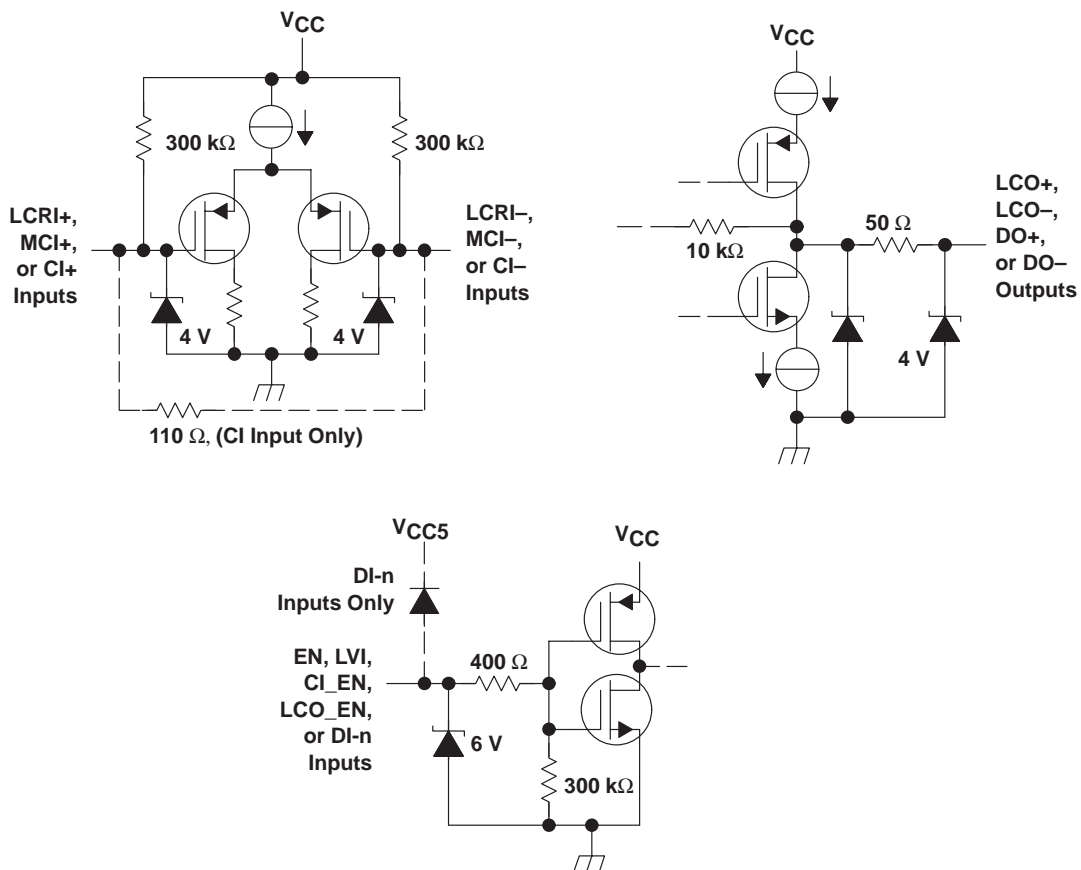 VCC
300 kΩ
300 kΩ
LCRI+,
MCI+,
or CI+
Inputs
LCRI–,
MCI–,
or CI–
Inputs
4 V
4 V
110 Ω, (CI Input Only)
VCC
10 kΩ
50 Ω
LCO+,
LCO–,
DO+,
or DO–
Outputs
4 V
VCC5
DI-n
Inputs Only
EN, LVI,
CI_EN,
LCO_EN,
or DI-n
Inputs
400 Ω
6 V
300 kΩ
VCC